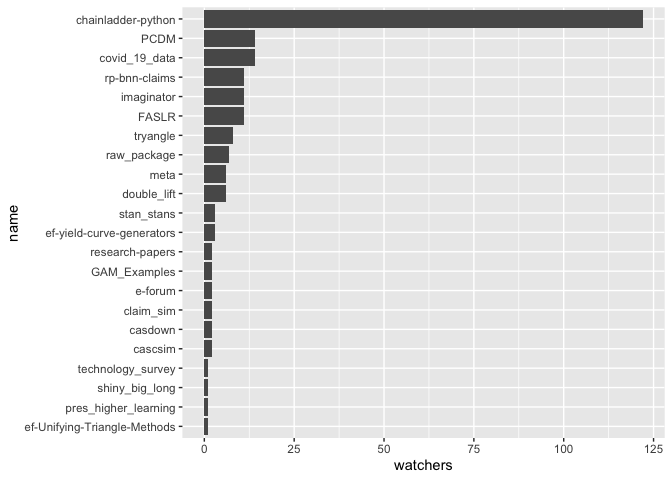 chainladder-python
PCDM
covid_19_data
rp-bnn-claims
imaginator
FASLR
tryangle
raw_package
meta
double_lift
stan_stans
ef-yield-curve-generators
research-papers
GAM_Examples
e-forum
claim_sim
casdown
cascsim
technology_survey
shiny_big_long
pres_higher_learning
ef-Unifying-Triangle-Methods
name
0 25 50 75 100 125
watchers